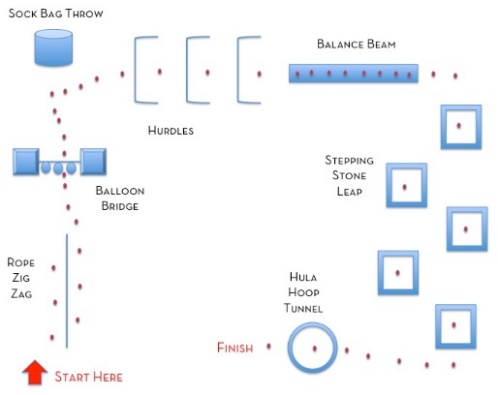 Sock Bag Throw
Balance Beam
Hurdles
Stepping
Stone
Leap
Balloon
Bridge
Rope
Zig
Zag
Hula
Hoop
Tunnel
Finish
Start Here